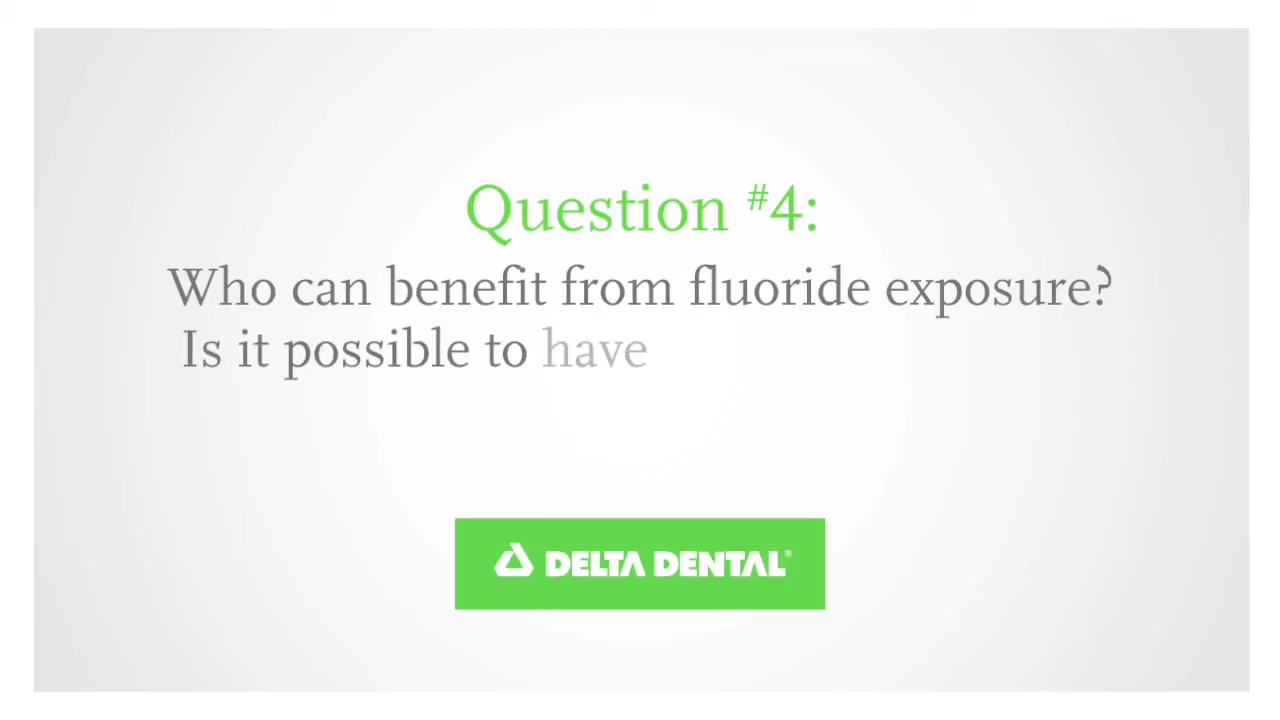 Question #4:
Who can benefit from fluoride exposure?
Is it possible to have
DELTA DENTAL®